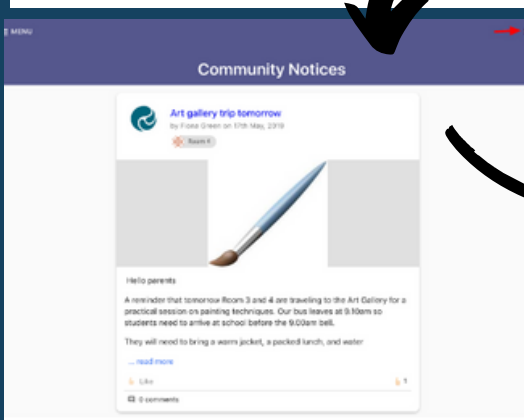 MENU
Community Notices
Art gallery trip tomorrow
by Fiona Green on 17th May, 2019
Room 4
Hello parents
A reminder that tomorrow Room 3 and 4 are traveling to the Art Gallery for a
practical session on painting techniques. Our bus leaves at 9.10am so
students need to arrive at school before the 9.00am bell.
They will need to bring a warm jacket, a packed lunch, and water
... read more
Like
1
0 comments